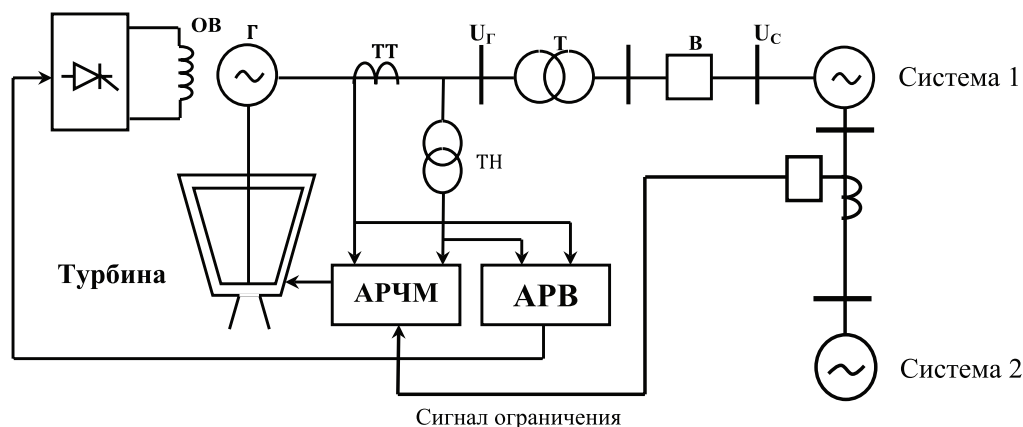 ОВ
Г
ТТ
UГ
Т
В
UС
Система 1
ТН
Турбина
АРЧМ
АРВ
Система 2
Сигнал ограничения